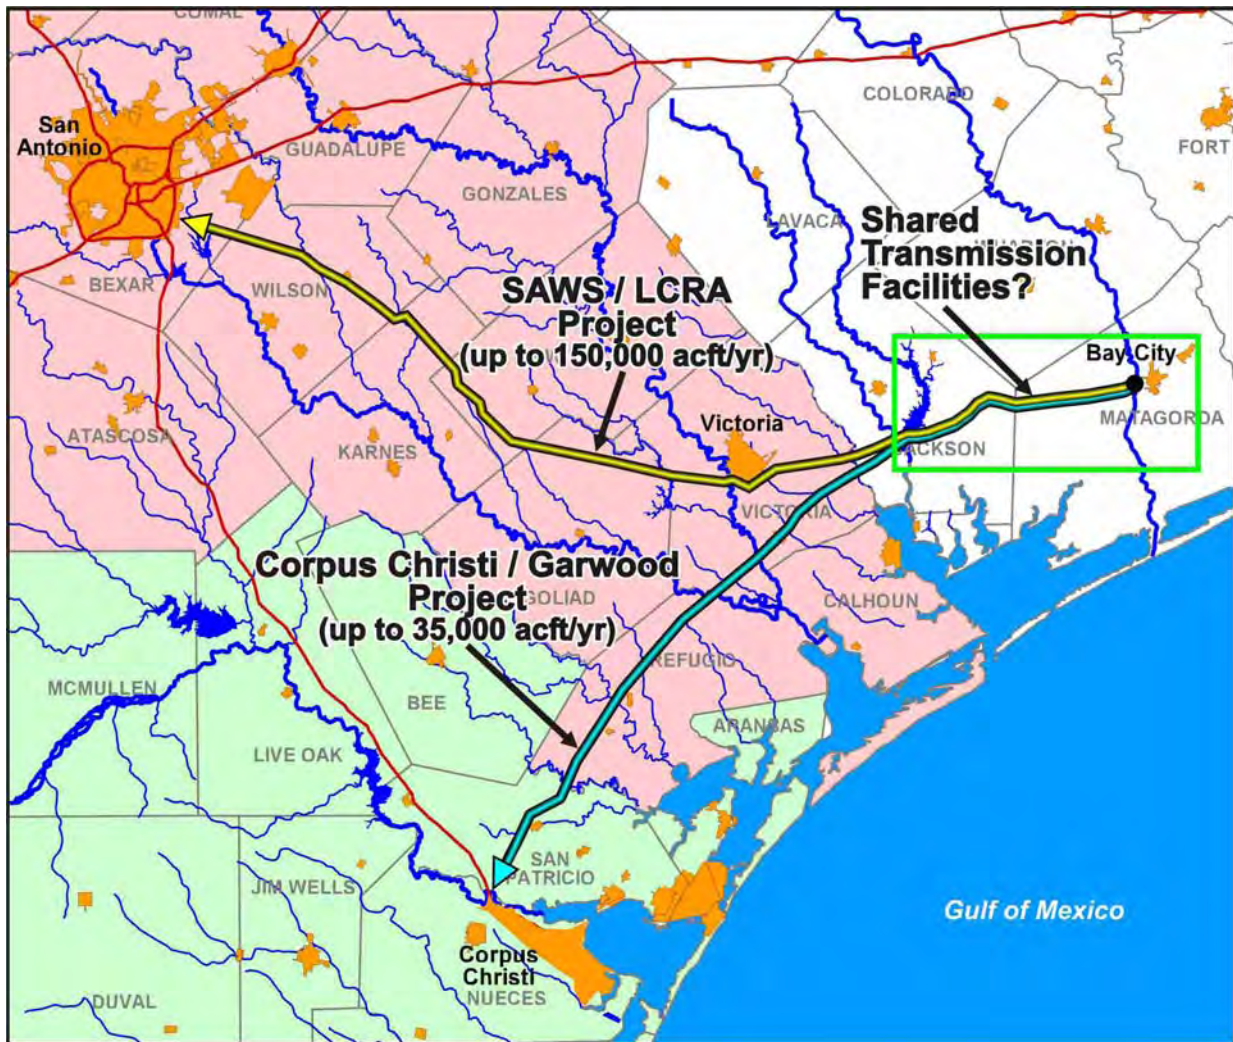 COMAL
San
Antonio
GUADALUPE
COLORADO
FORT
GONZALES
LAVACA
Shared
Transmission
Facilities?
BEXAR
WILSON
SAWS / LCRA
Project
(up to 150,000 acft/yr)
Bay City
MATAGORDA
Victoria
ATASCOSA
KARNES
JACKSON
VICTORIA
Corpus Christi / Garwood
Project
(up to 35,000 acft/yr)
GOLIAD
CALHOUN
REFUGIO
MCMULLEN
BEE
ARANSAS
LIVE OAK
SAN
PATRICIO
JIM WELLS
Gulf of Mexico
Corpus
Christi
NUECES
DUVAL